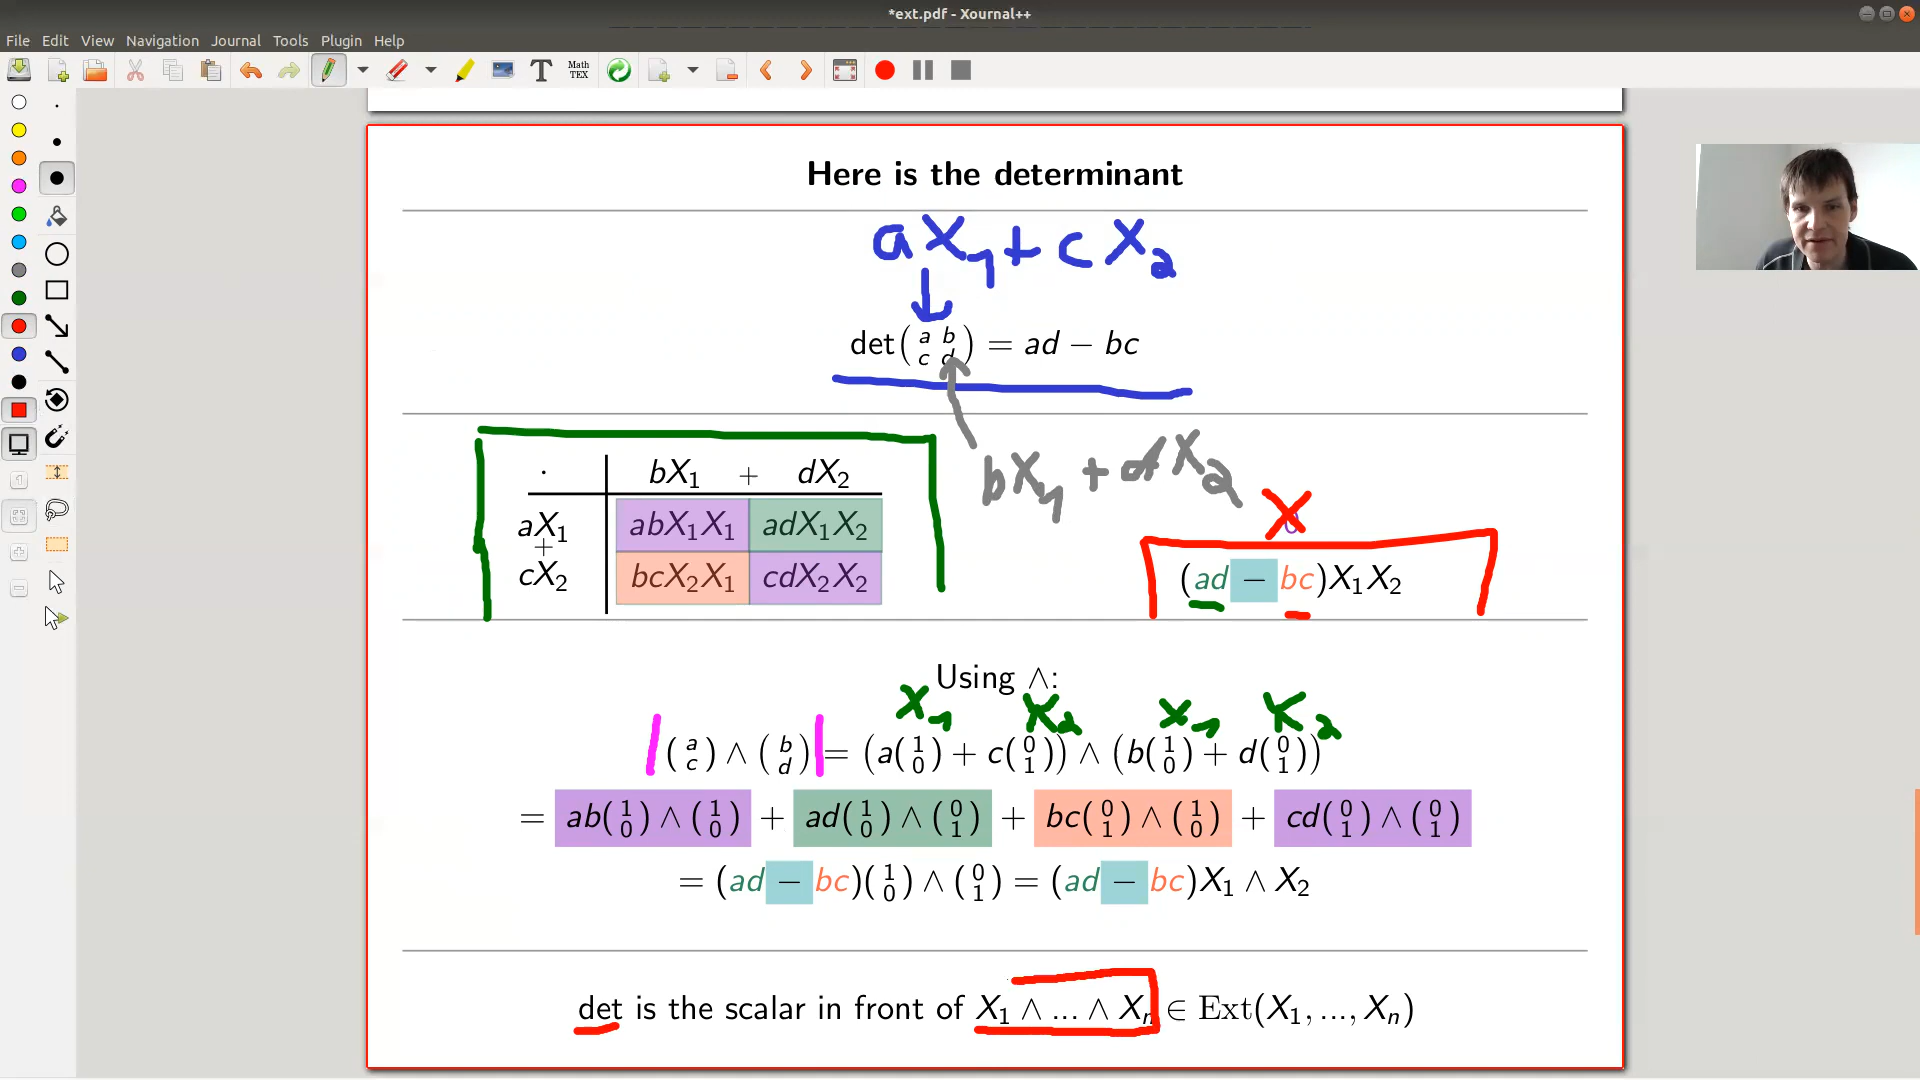 *ext.pdf - Xournal++
File Edit View Navigation Journal Tools Plugin Help
T Math TEX
Here is the determinant
aX₁ + cX₂
det(a b c d) = ad − bc
bX₁ + dX₂
· bX₁ + dX₂
aX₁ abX₁X₁ adX₁X₂
+
cX₂ bcX₂X₁ cdX₂X₂
(ad − bc)X₁X₂
Using ∧:
X₁ X₂ X₁ X₂
(a c) ∧ (b d) = (a(1 0) + c(0 1)) ∧ (b(1 0) + d(0 1))
= ab(1 0) ∧ (1 0) + ad(1 0) ∧ (0 1) + bc(0 1) ∧ (1 0) + cd(0 1) ∧ (0 1)
= (ad − bc)(1 0) ∧ (0 1) = (ad − bc)X₁ ∧ X₂
det is the scalar in front of X₁ ∧ ... ∧ Xₙ ∈ Ext(X₁, ..., Xₙ)